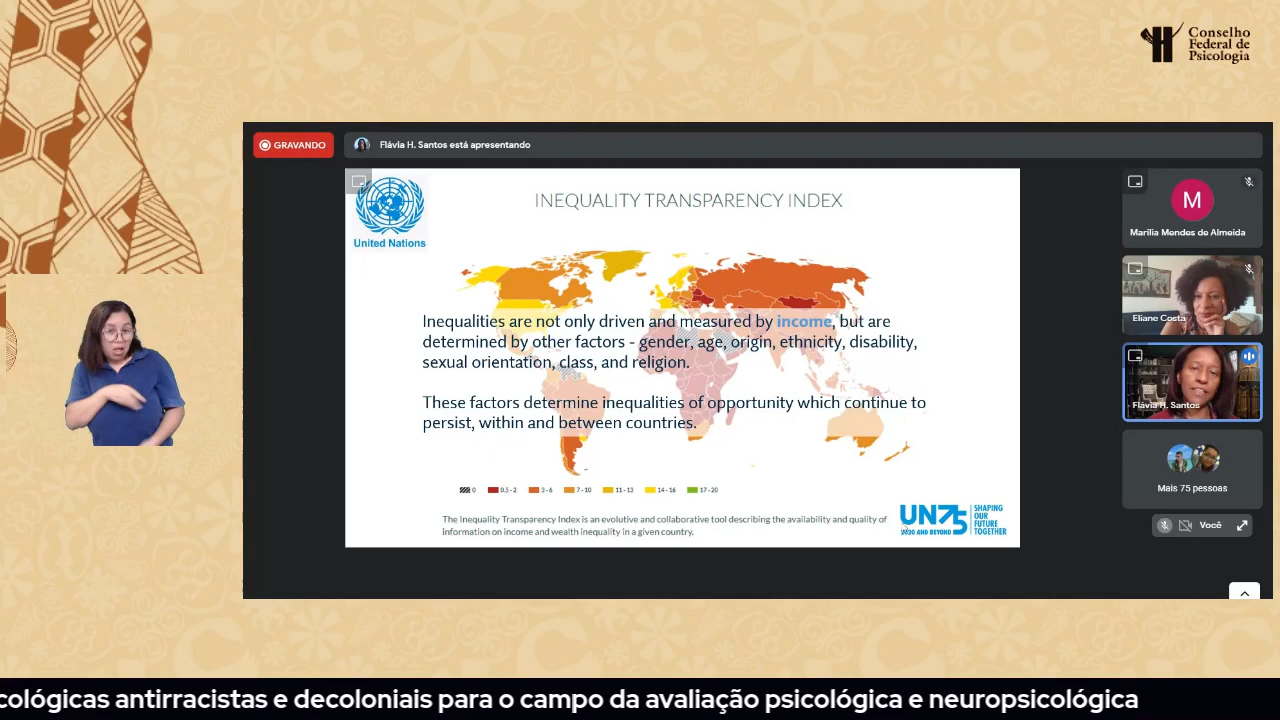 Conselho
Federal de
Psicologia
GRAVANDO
Flávia H. Santos está apresentando
United Nations
INEQUALITY TRANSPARENCY INDEX
Inequalities are not only driven and measured by income, but are
determined by other factors - gender, age, origin, ethnicity, disability,
sexual orientation, class, and religion.
These factors determine inequalities of opportunity which continue to
persist, within and between countries.
0 0.5 - 2 3 - 6 7 - 10 11 - 13 14 - 16 17 - 20
The Inequality Transparency Index is an evolutive and collaborative tool describing the availability and quality of
information on income and wealth inequality in a given country.
UN75
2020 AND BEYOND
SHAPING
OUR
FUTURE
TOGETHER
M
Marilia Mendes de Almeida
Eliane Costa
Flávia H. Santos
Mais 75 pessoas
Você
cológicas antirracistas e decoloniais para o campo da avaliação psicológica e neuropsicológica